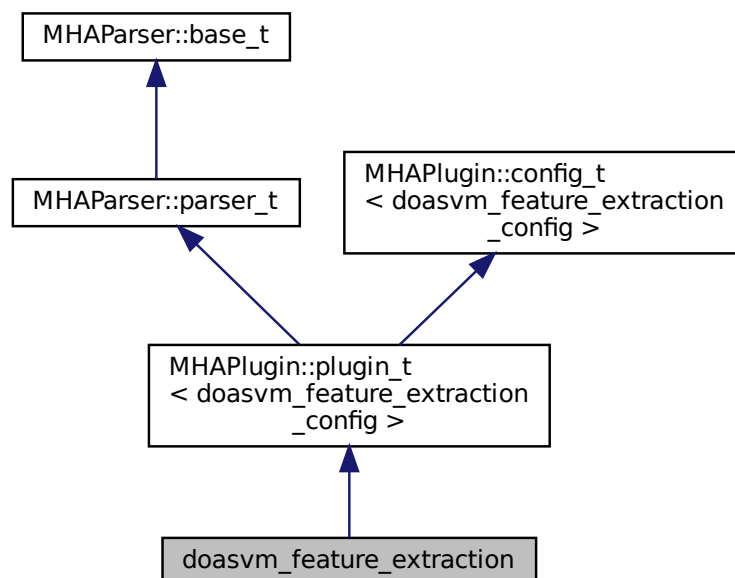 MHAParser::base_t
MHAParser::parser_t
MHAPlugin::config_t
< doasvm_feature_extraction
_config >
MHAPlugin::plugin_t
< doasvm_feature_extraction
_config >
doasvm_feature_extraction